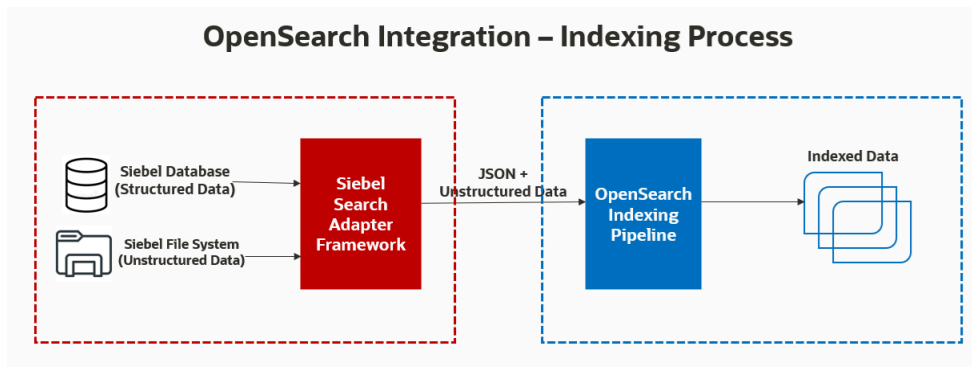 OpenSearch Integration – Indexing Process
Siebel Database
(Structured Data)
Siebel File System
(Unstructured Data)
Siebel
Search
Adapter
Framework
JSON +
Unstructured Data
OpenSearch
Indexing
Pipeline
Indexed Data